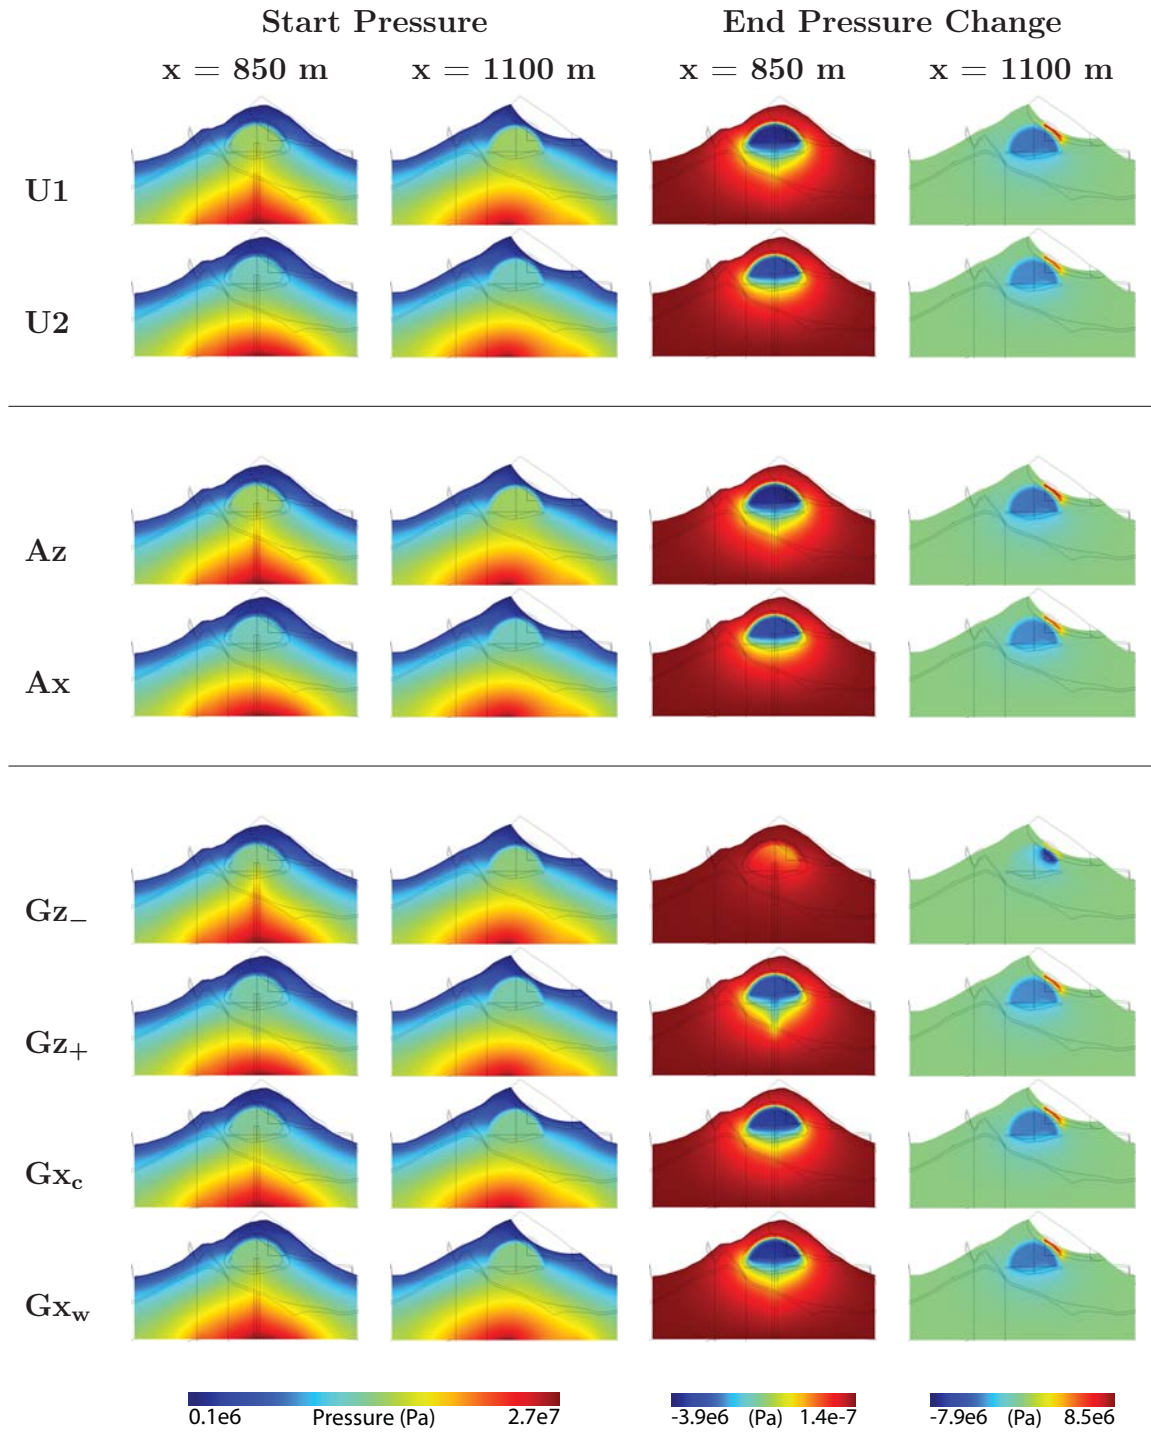 Start Pressure End Pressure Change
x = 850 m x = 1100 m x = 850 m x = 1100 m
U1
U2
Az
Ax
Gz−
Gz+
Gxc
Gxw
0.1e6 Pressure (Pa) 2.7e7 -3.9e6 (Pa) 1.4e-7 -7.9e6 (Pa) 8.5e6